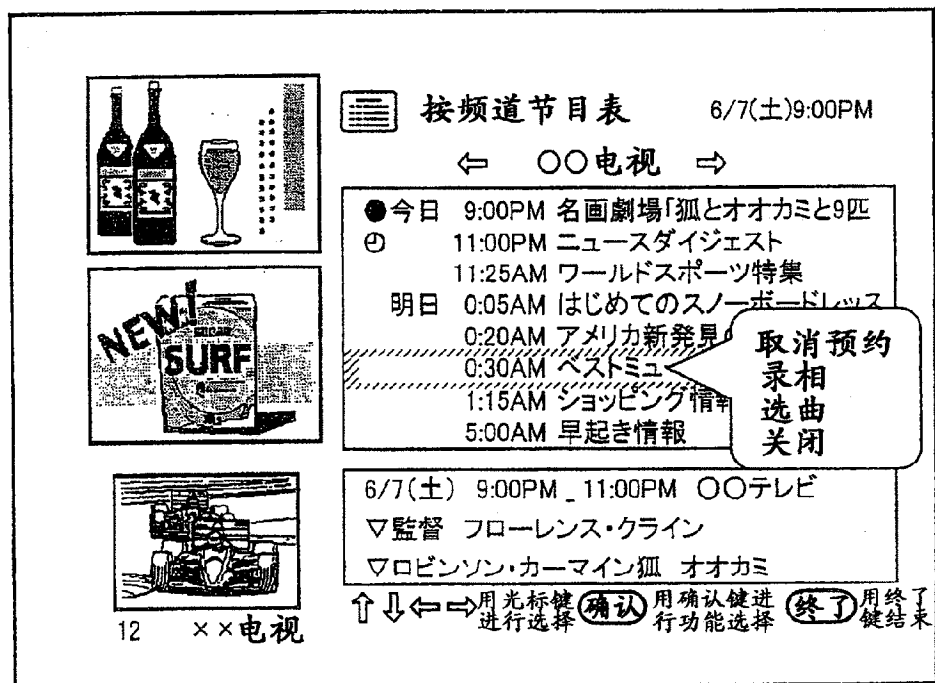 按频道节目表 6/7(土)9:00PM
⇦ 〇〇电视 ⇨
●今日 9:00PM 名画劇場「狐とオオカミと9匹
11:00PM ニュースダイジェスト
11:25AM ワールドスポーツ特集
明日 0:05AM はじめてのスノーボードレッス
0:20AM アメリカ新発見
0:30AM ベストミュ
1:15AM ショッピング情報
5:00AM 早起き情報
取消预约
录相
选曲
关闭
NEW!
SURF
6/7(土) 9:00PM_11:00PM 〇〇テレビ
▽監督 フローレンス・クライン
▽ロビンソン・カーマイン狐 オオカミ
⇧⇩⇦⇨用光标键进行选择 确认 用确认键进行功能选择 终了 用终了键结束
12 ××电视